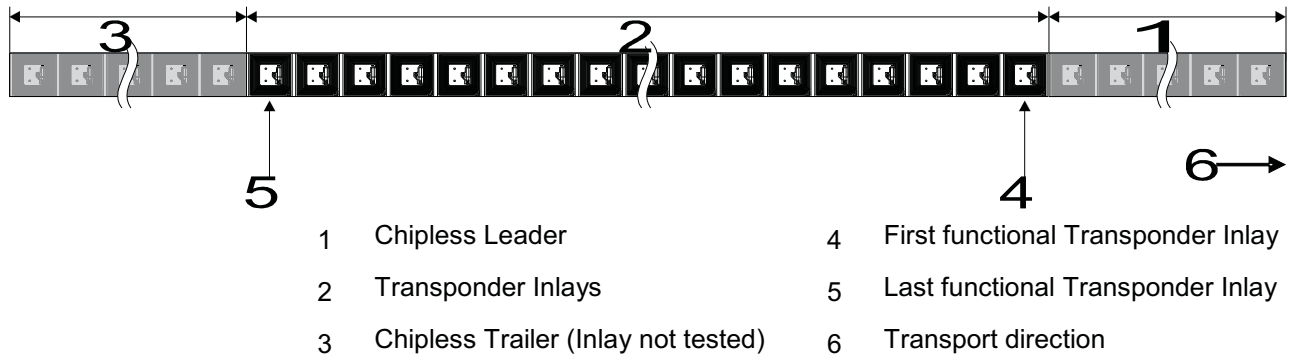 3 2 1
6
5 4
1 Chipless Leader 4 First functional Transponder Inlay
2 Transponder Inlays 5 Last functional Transponder Inlay
3 Chipless Trailer (Inlay not tested) 6 Transport direction